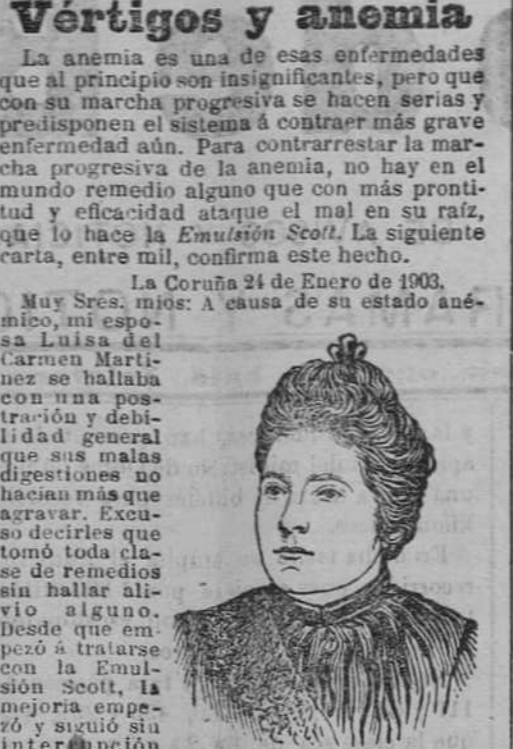 Vértigos y anemia
La anemia es una de esas enfermedades
que al principio son insignificantes, pero que
con su marcha progresiva se hacen serias y
predisponen el sistema á contraer más grave
enfermedad aún. Para contrarrestar la mar-
cha progresiva de la anemia, no hay en el
mundo remedio alguno que con más pronti-
tud y eficacidad ataque el mal en su raíz,
que lo hace la Emulsión Scott. La siguiente
carta, entre mil, confirma este hecho.
La Coruña 24 de Enero de 1903.
Muy Sres. mios: A causa de su estado ané-
mico, mi espo-
sa Luisa del
Carmen Marti-
nez se hallaba
con una pos-
tración y debi-
lidad general
que sus malas
digestiones no
hacian más que
agravar. Excu-
so decirles que
tomó toda cla-
se de remedios
sin hallar ali-
vio alguno.
Desde que em-
pezó á tratarse
con la Emul-
sión Scott, la
mejoria empe-
zó y siguió sin
interrupción